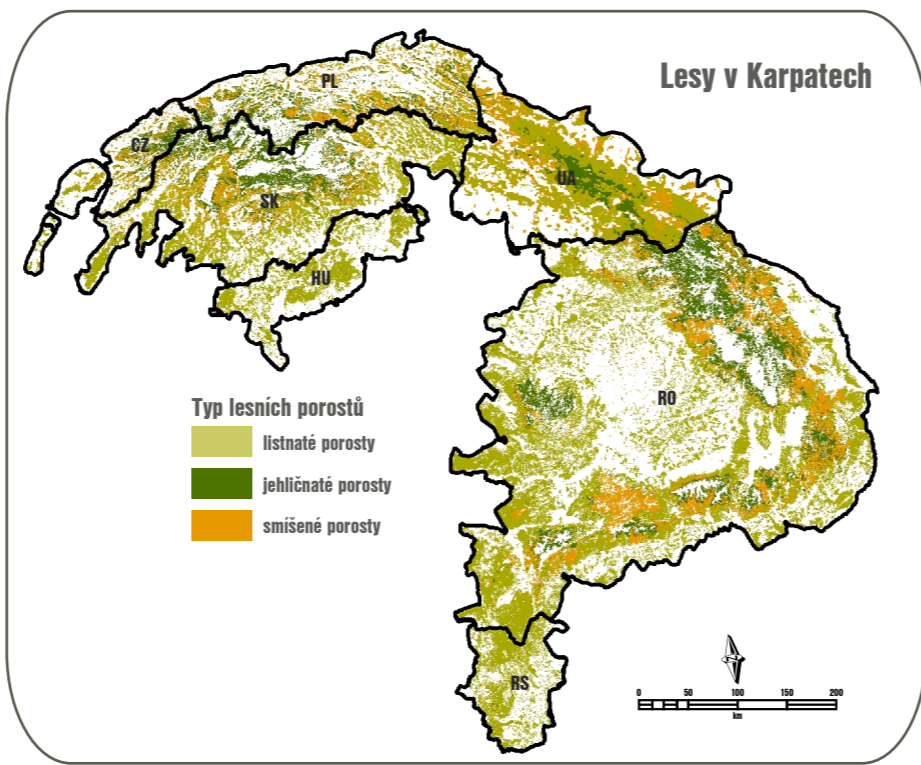 Lesy v Karpatech
PL
CZ
UA
SK
HU
RO
Typ lesních porostů
listnaté porosty
jehličnaté porosty
smíšené porosty
RS
0 50 100 150 200
km